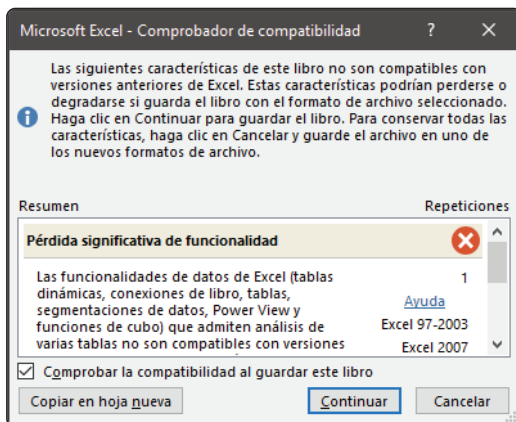 Microsoft Excel - Comprobador de compatibilidad ? ✕
Las siguientes características de este libro no son compatibles con
versiones anteriores de Excel. Estas características podrían perderse o
degradarse si guarda el libro con el formato de archivo seleccionado.
Haga clic en Continuar para guardar el libro. Para conservar todas las
características, haga clic en Cancelar y guarde el archivo en uno de
los nuevos formatos de archivo.
Resumen Repeticiones
Pérdida significativa de funcionalidad
Las funcionalidades de datos de Excel (tablas 1
dinámicas, conexiones de libro, tablas,
segmentaciones de datos, Power View y Ayuda
funciones de cubo) que admiten análisis de Excel 97-2003
varias tablas no son compatibles con versiones Excel 2007
Comprobar la compatibilidad al guardar este libro
Copiar en hoja nueva Continuar Cancelar